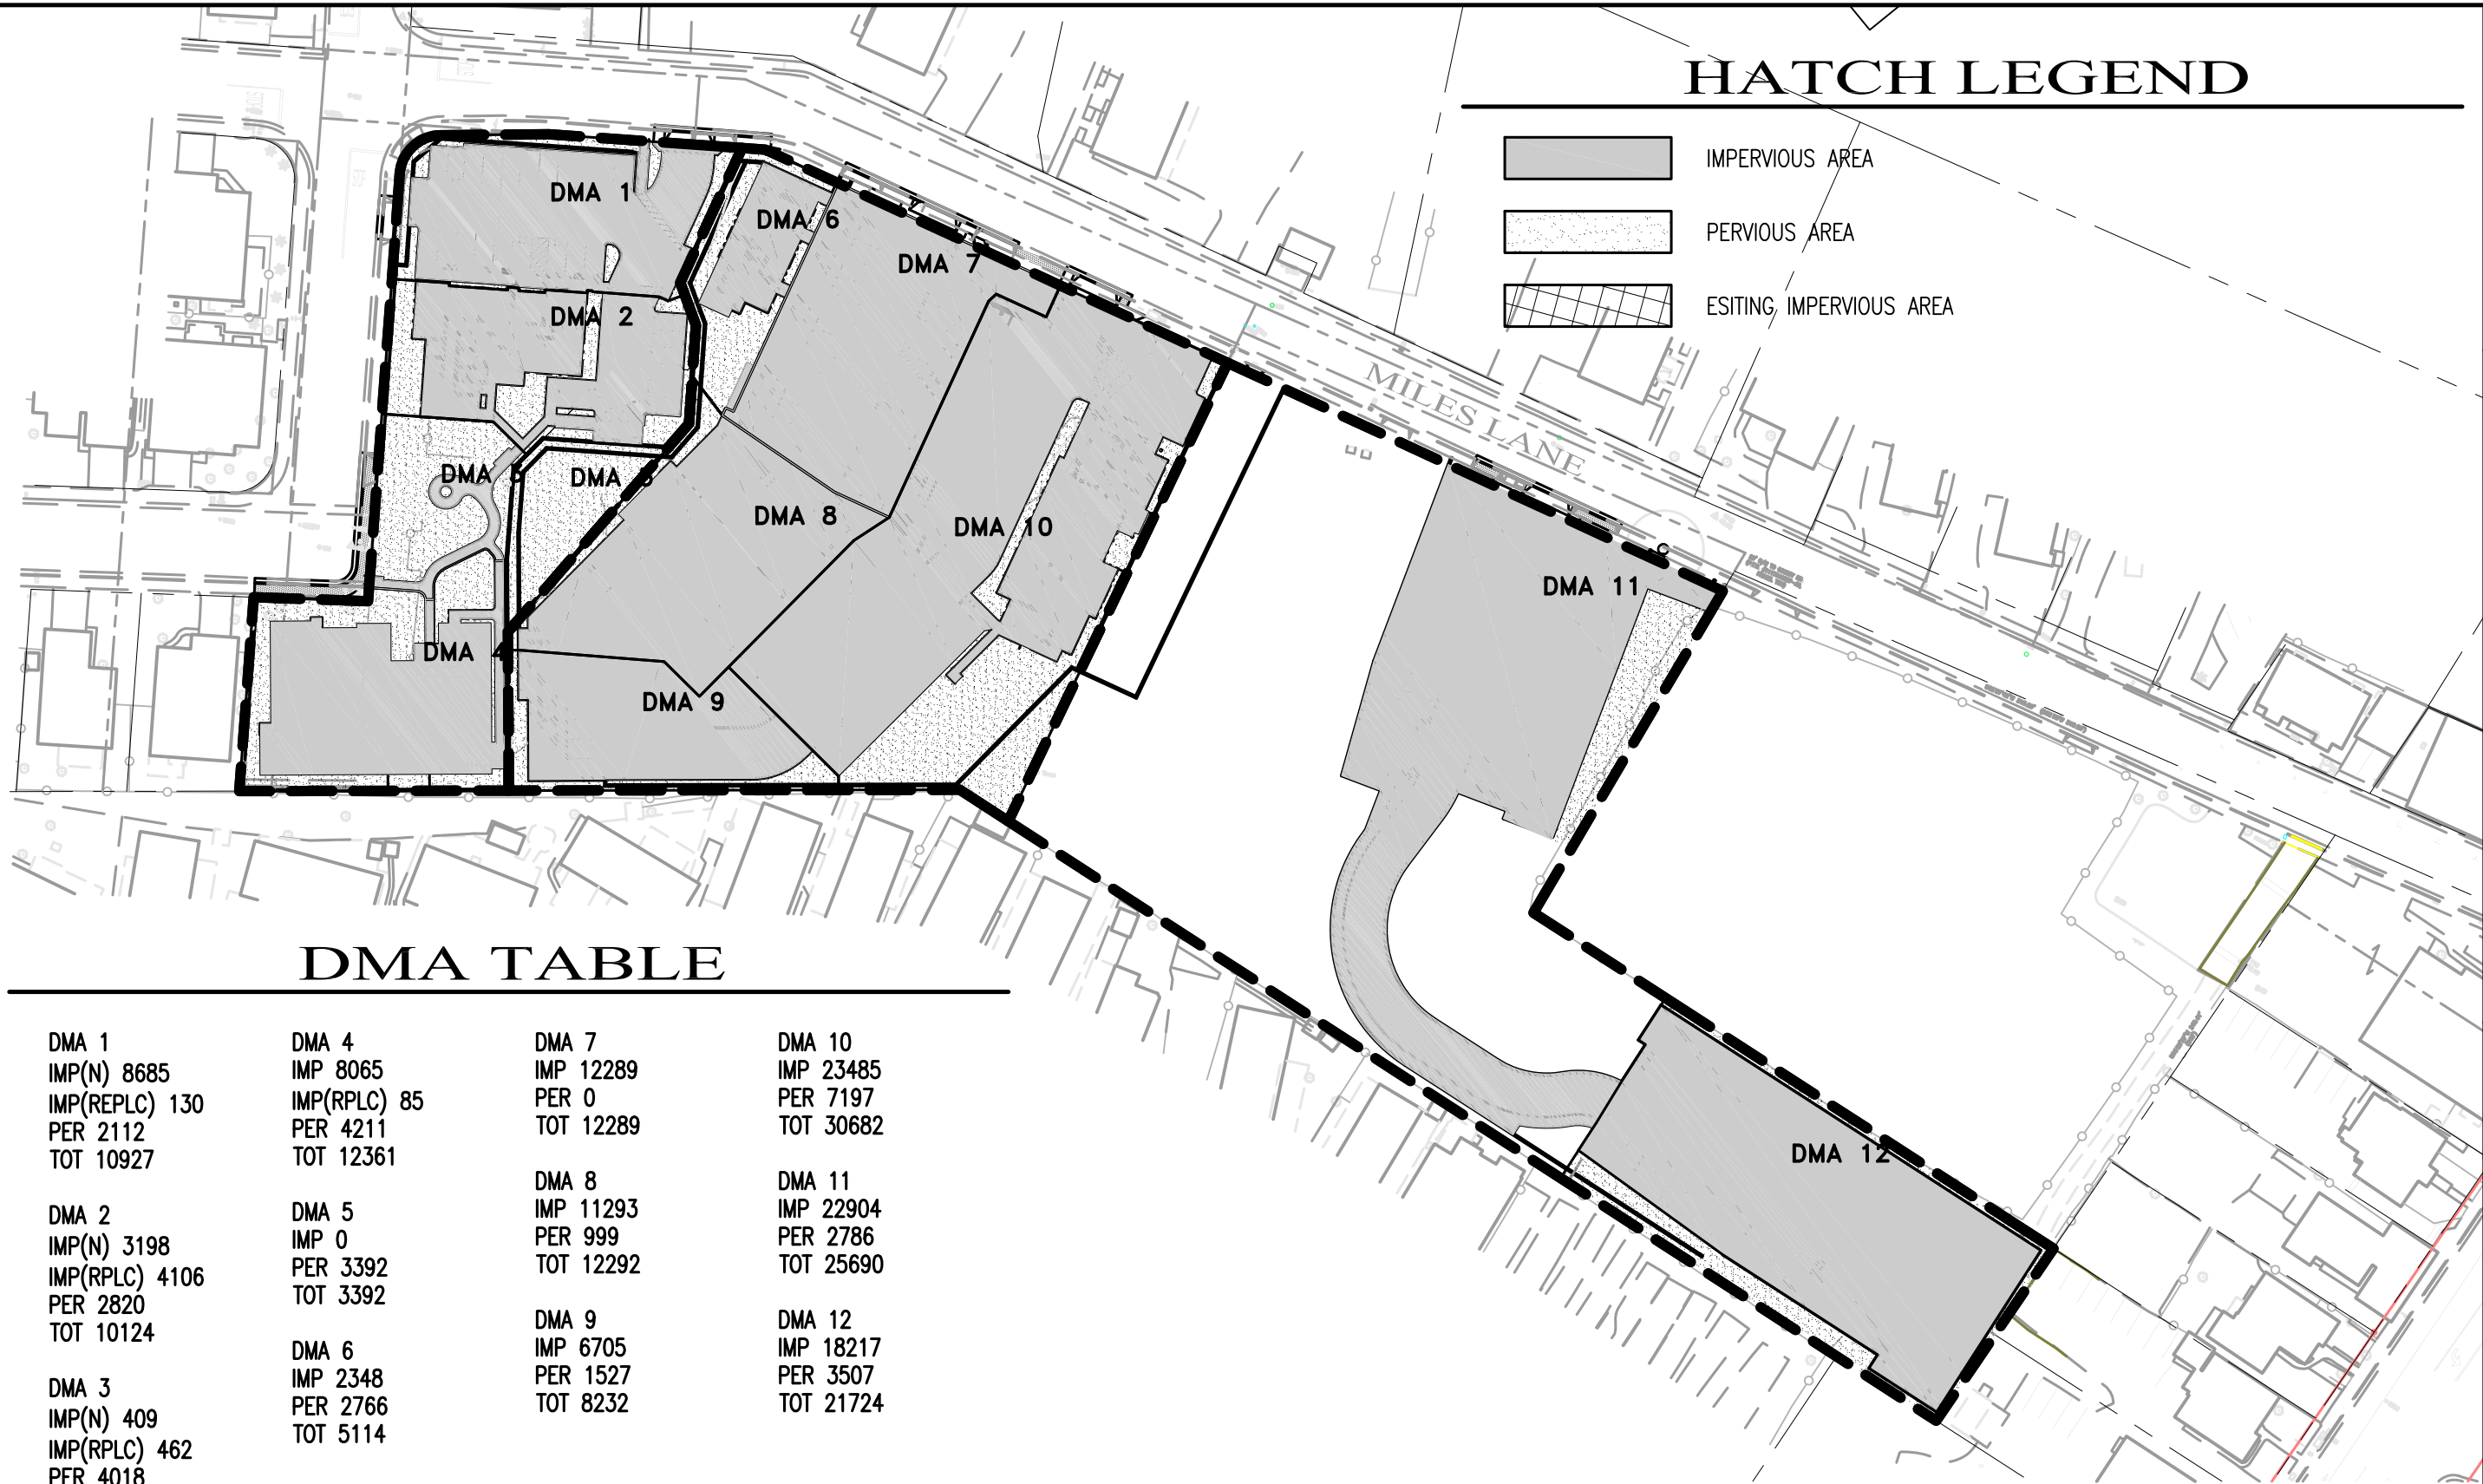 HATCH LEGEND
IMPERVIOUS AREA
PERVIOUS AREA
ESITING IMPERVIOUS AREA
DMA 1
DMA 6
DMA 7
DMA 2
MILES LANE
DMA
DMA
DMA 8
DMA 10
DMA 11
DMA 4
DMA 9
DMA 12
DMA TABLE
DMA 1
IMP(N) 8685
IMP(REPLC) 130
PER 2112
TOT 10927
DMA 2
IMP(N) 3198
IMP(RPLC) 4106
PER 2820
TOT 10124
DMA 3
IMP(N) 409
IMP(RPLC) 462
PER 4018
DMA 4
IMP 8065
IMP(RPLC) 85
PER 4211
TOT 12361
DMA 5
IMP 0
PER 3392
TOT 3392
DMA 6
IMP 2348
PER 2766
TOT 5114
DMA 7
IMP 12289
PER 0
TOT 12289
DMA 8
IMP 11293
PER 999
TOT 12292
DMA 9
IMP 6705
PER 1527
TOT 8232
DMA 10
IMP 23485
PER 7197
TOT 30682
DMA 11
IMP 22904
PER 2786
TOT 25690
DMA 12
IMP 18217
PER 3507
TOT 21724